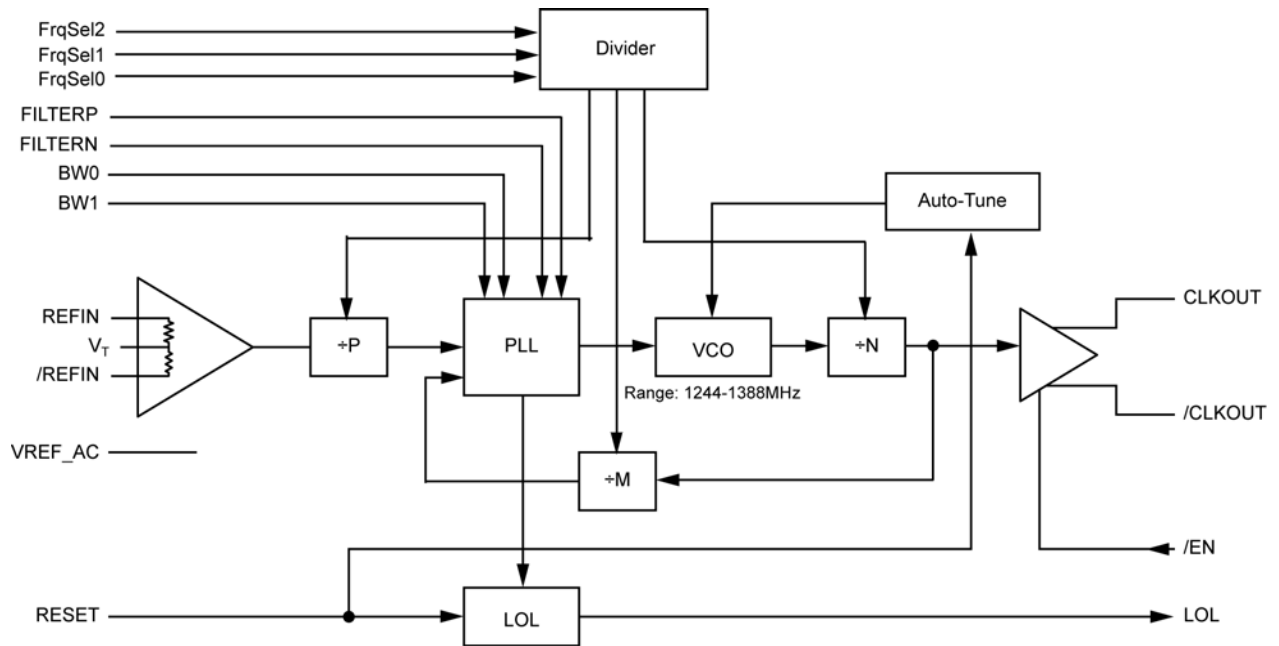 FrqSel2
FrqSel1
FrqSel0
Divider
FILTERP
FILTERN
BW0
BW1
Auto-Tune
REFIN
VT
/REFIN
÷P
PLL
VCO
÷N
Range: 1244-1388MHz
CLKOUT
/CLKOUT
VREF_AC
÷M
/EN
RESET
LOL
LOL